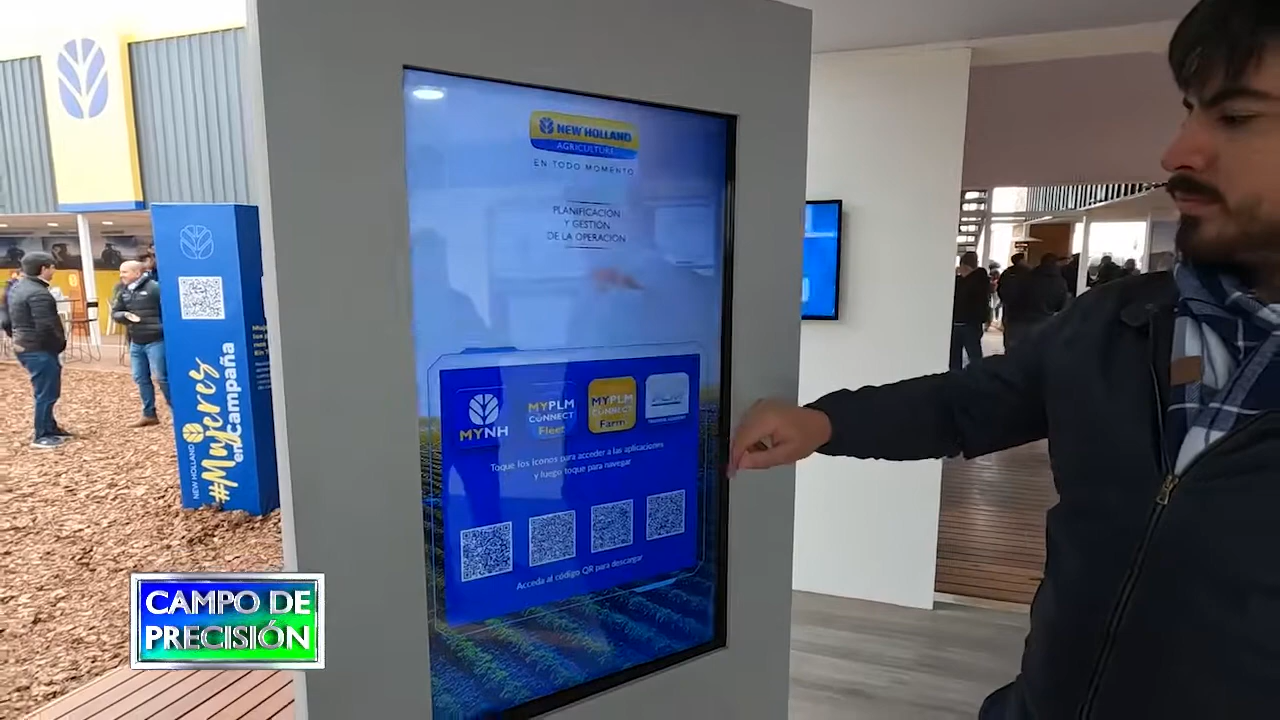 NEW HOLLAND
AGRICULTURE
EN TODO MOMENTO
PLANIFICACIÓN
Y GESTIÓN
DE LA OPERACIÓN
MYNH
MYPLM
CONNECT
Fleet
MYPLM
CONNECT
Farm
Toque los íconos para acceder a las aplicaciones
y luego toque para navegar
Acceda al código QR para descargar
NEW HOLLAND
#Mujeres
en campaña
CAMPO DE
PRECISIÓN